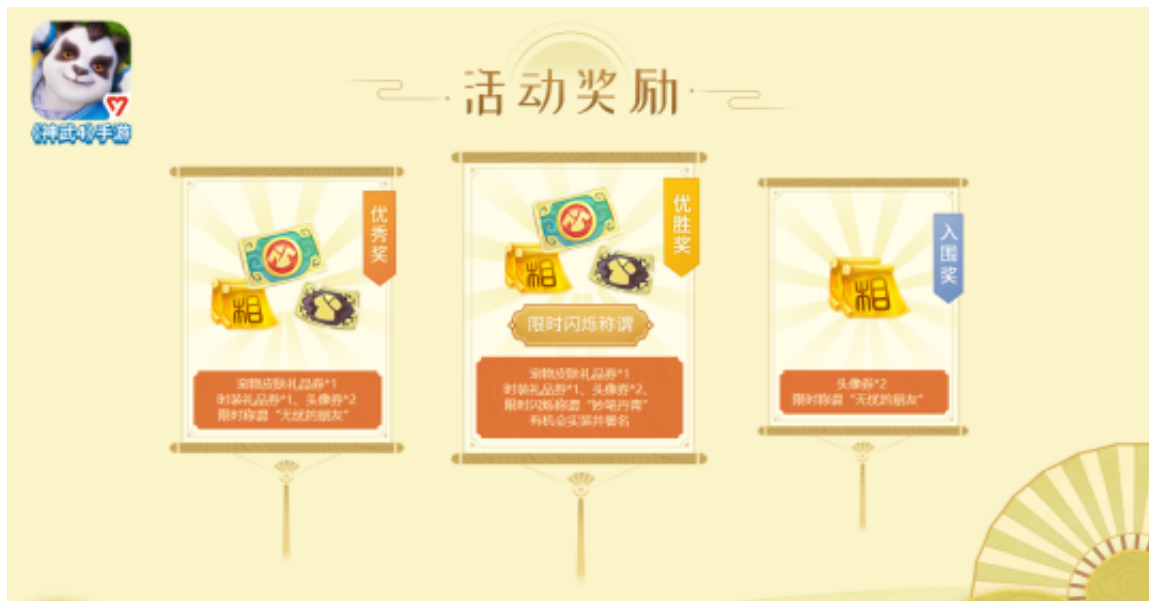 《神武4》手游
活动奖励
优秀奖
相
宠物皮肤礼品券*1
时装礼品券*1、头像券*2
限时称谓“无忧的朋友”
优胜奖
相
限时闪烁称谓
宠物皮肤礼品券*1
时装礼品券*1、头像券*2、
限时闪烁称谓“妙笔丹青”
有机会实装并署名
入围奖
相
头像券*2
限时称谓“无忧的朋友”